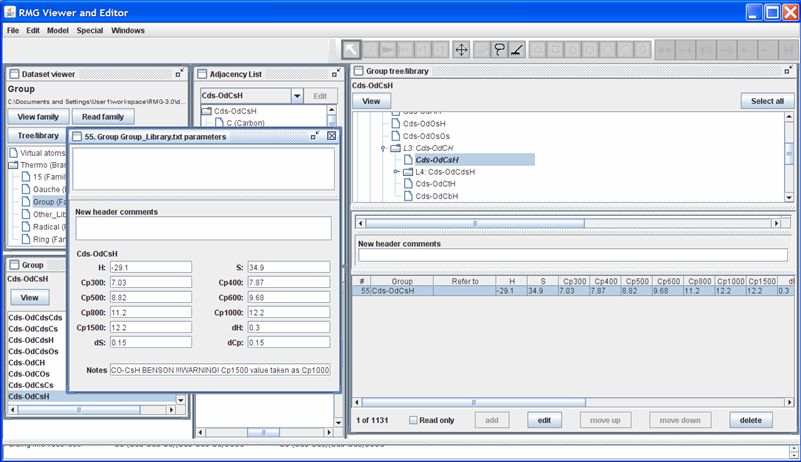 RMG Viewer and Editor
File Edit Model Special Windows
Dataset viewer
Group
C:\Documents and Settings\User1\workspace\RMG-3.0\d...
View family Read family
Tree/library
Virtual atoms
Thermo (Bran
15 (Famil
Gauche (F
Group (Fa
Other_Lib
Radical (F
Ring (Fan
Adjacency List
Cds-OdCsH Edit
Cds-OdCsH
C (Carbon)
Group tree/library
Cds-OdCsH
View Select all
Cds-OdCdH
Cds-OdOsH
Cds-OdOsOs
L3: Cds-OdCH
Cds-OdCsH
L4: Cds-OdCdsH
Cds-OdCtH
Cds-OdCbH
New header comments
# Group Refer to H S Cp300 Cp400 Cp500 Cp600 Cp800 Cp1000 Cp1500 dH
55 Cds-OdCsH -29.1 34.9 7.03 7.87 8.82 9.68 11.2 12.2 12.2 0.3
1 of 1131 Read only add edit move up move down delete
55. Group Group_Library.txt parameters
New header comments
Cds-OdCsH
H: -29.1 S: 34.9
Cp300: 7.03 Cp400: 7.87
Cp500: 8.82 Cp600: 9.68
Cp800: 11.2 Cp1000: 12.2
Cp1500: 12.2 dH: 0.3
dS: 0.15 dCp: 0.15
Notes CO-CsH BENSON !!!WARNING! Cp1500 value taken as Cp1000
Group
Cds-OdCsH
View
Cds-CdsCds
Cds-OdCdsCs
Cds-OdCdsH
Cds-CdsOs
Cds-OdCH
Cds-OdCOs
Cds-OdCsCs
Cds-OdCsH